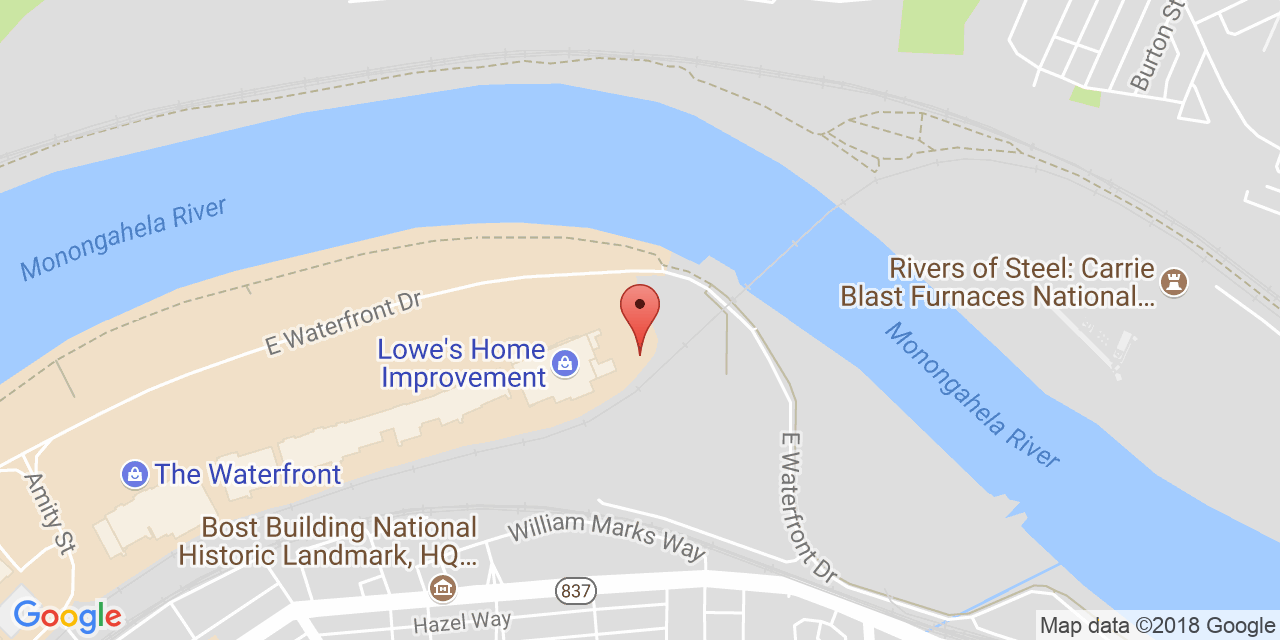 Burton St
Monongahela River
Rivers of Steel: Carrie
Blast Furnaces National...
E Waterfront Dr
Lowe's Home
Improvement
Monongahela River
E Waterfront Dr
The Waterfront
Amity St
Bost Building National
Historic Landmark, HQ...
William Marks Way
837
Hazel Way
Google
Map data ©2018 Google